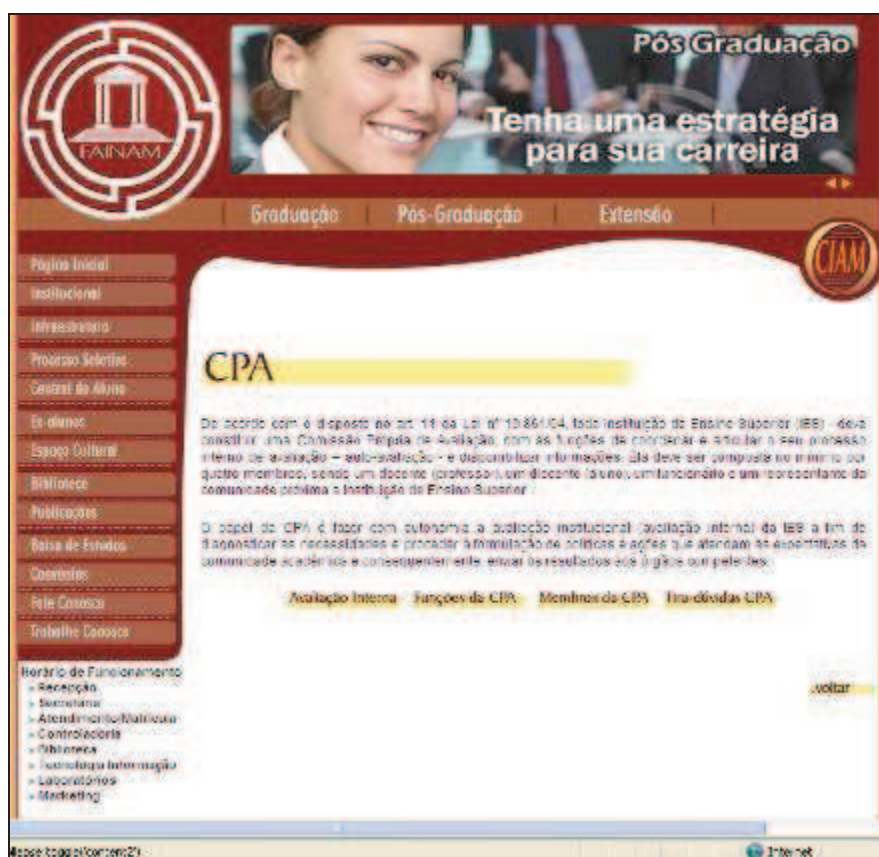 Pós Graduação
Tenha uma estratégia
para sua carreira
FAINAM
Graduação
Pós-Graduação
Extensão
CIAM
Página Inicial
Institucional
Infraestrutura
Processo Seletivo
Central do Aluno
Ex-alunos
Espaço Cultural
Biblioteca
Publicações
Bolsa de Estudos
Convênios
Fale Conosco
Trabalhe Conosco
Horário de Funcionamento
» Recepção
» Secretaria
» Atendimento/Matrícula
» Controladoria
» Biblioteca
» Tecnologia Informação
» Laboratórios
» Marketing
CPA
De acordo com o disposto no art. 11 da Lei nº 10.861/04, toda Instituição de Ensino Superior (IES) - deve
constituir uma Comissão Própria de Avaliação, com as funções de coordenar e articular o seu processo
interno de avaliação – auto-avaliação - e disponibilizar informações. Ela deve ser composta no mínimo por
quatro membros, sendo um docente (professor), um discente (aluno), um funcionário e um representante da
comunidade próxima a Instituição de Ensino Superior.
O papel da CPA é fazer com autonomia a avaliação institucional (avaliação interna) da IES a fim de
diagnosticar as necessidades e proceder à formulação de políticas e ações que atendam às expectativas da
comunidade acadêmica e consequentemente enviar os resultados aos órgãos competentes.
Avaliação Interna
Funções da CPA
Membros da CPA
Tira-dúvidas CPA
.voltar
Internet